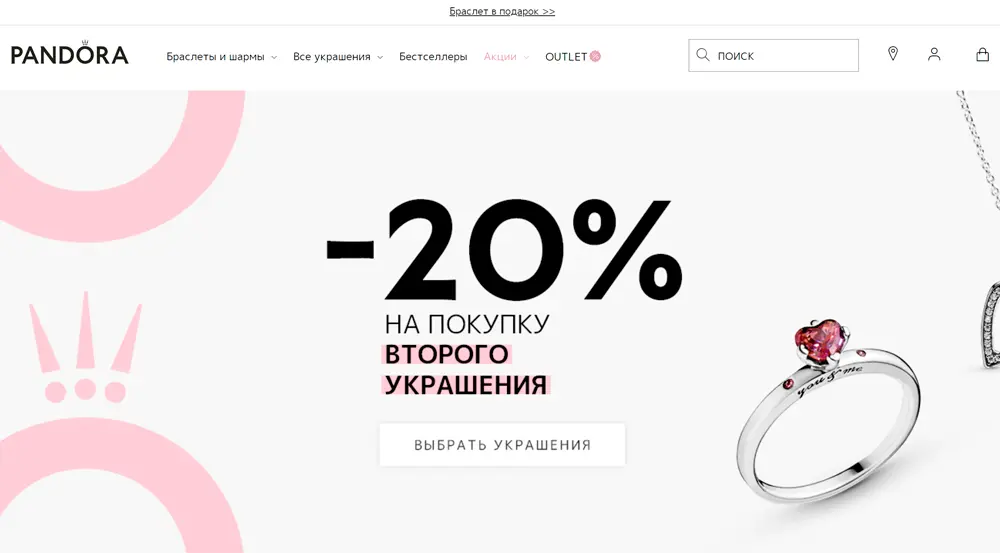 Браслет в подарок >>
PANDORA
Браслеты и шармы
Все украшения
Бестселлеры
Акции
OUTLET %
ПОИСК
-20%
НА ПОКУПКУ
ВТОРОГО
УКРАШЕНИЯ
ВЫБРАТЬ УКРАШЕНИЯ
you & me